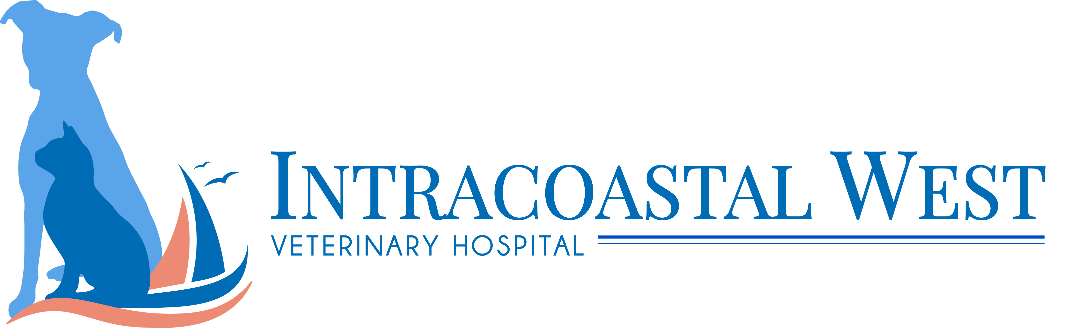 INTRACOASTAL WEST
VETERINARY HOSPITAL